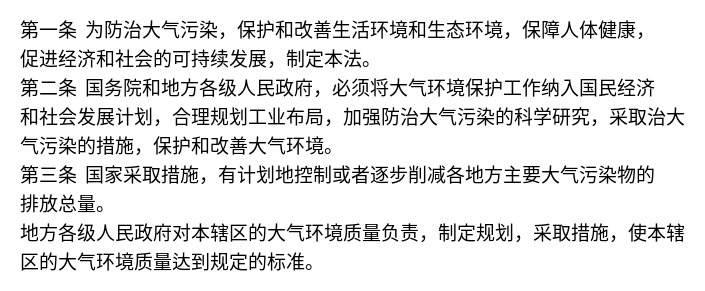 第一条 为防治大气污染，保护和改善生活环境和生态环境，保障人体健康，
促进经济和社会的可持续发展，制定本法。
第二条 国务院和地方各级人民政府，必须将大气环境保护工作纳入国民经济
和社会发展计划，合理规划工业布局，加强防治大气污染的科学研究，采取治大
气污染的措施，保护和改善大气环境。
第三条 国家采取措施，有计划地控制或者逐步削减各地方主要大气污染物的
排放总量。
地方各级人民政府对本辖区的大气环境质量负责，制定规划，采取措施，使本辖
区的大气环境质量达到规定的标准。